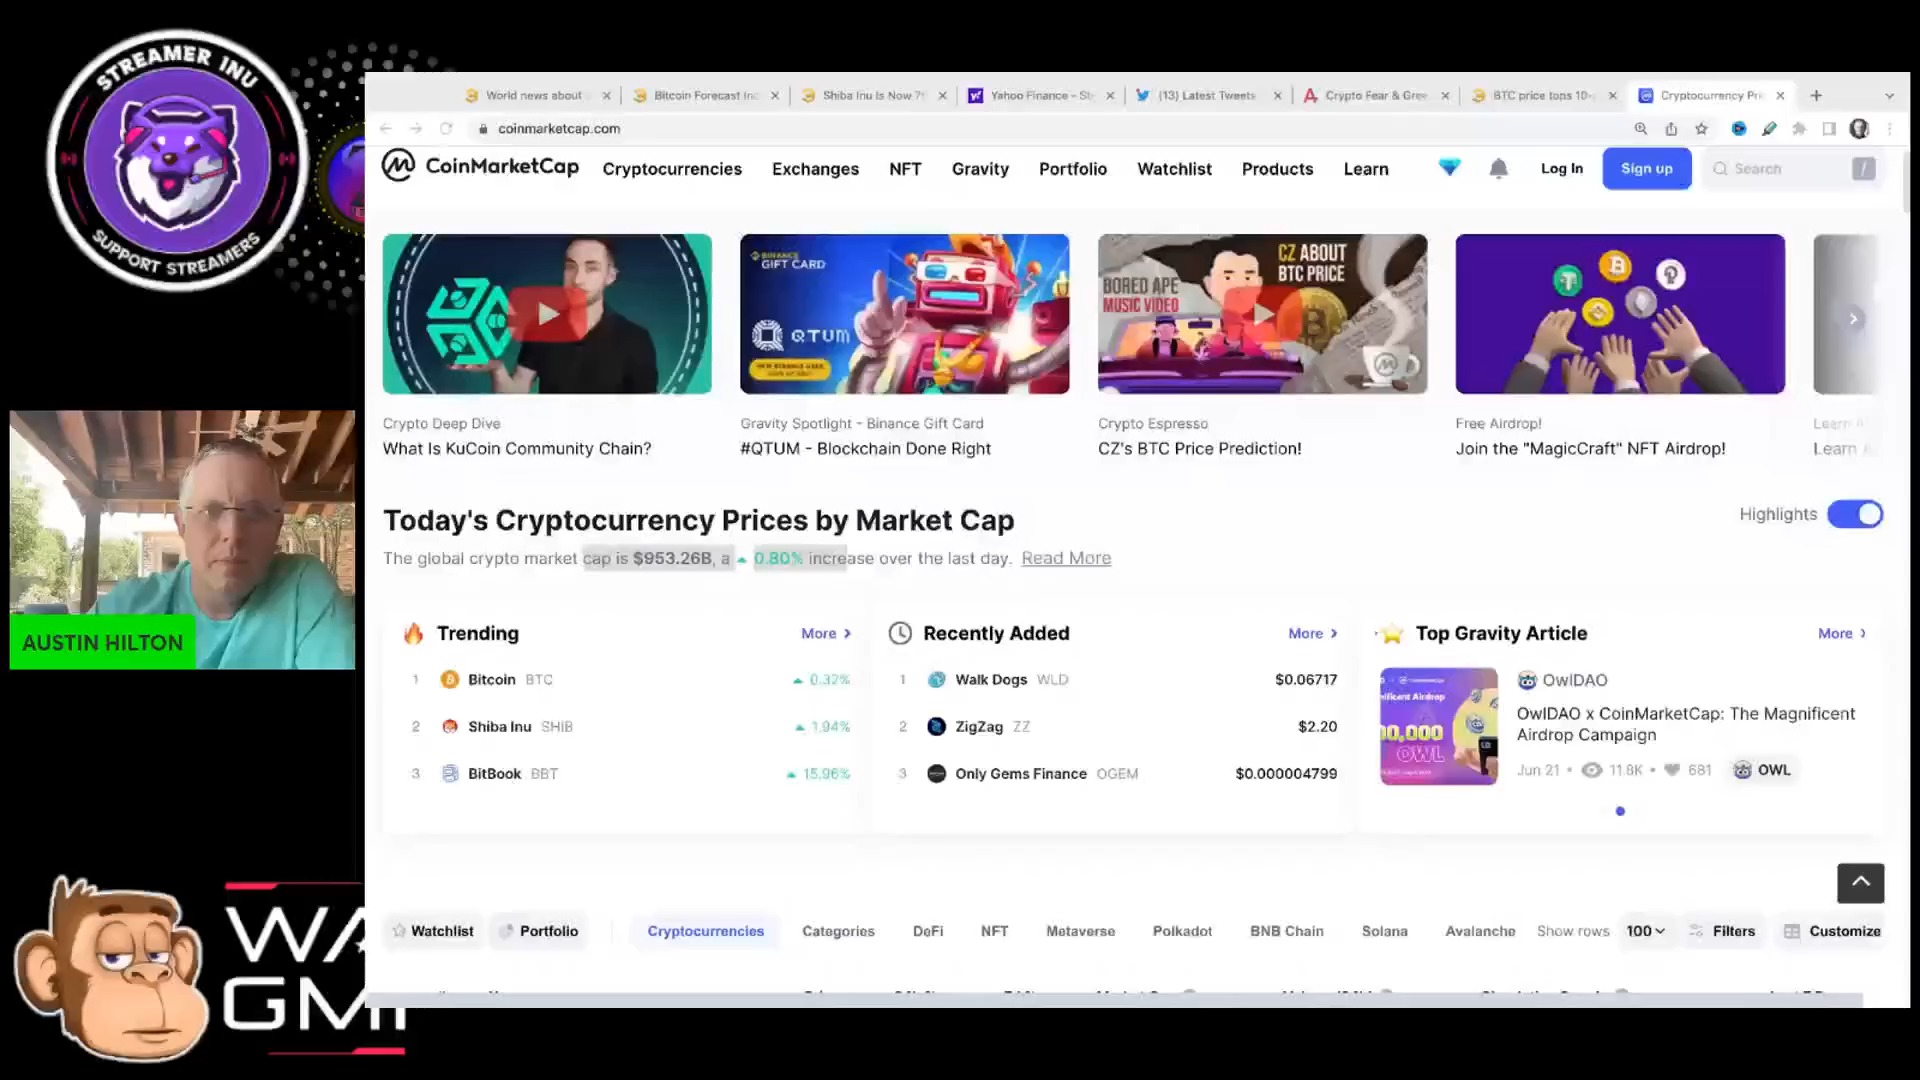 STREAMER INU
SUPPORT STREAMERS
World news about
Bitcoin Forecast Inc
Shiba Inu Is Now 7
Yahoo Finance - St
(13) Latest Tweets
Crypto Fear & Gree
BTC price tops 10-
Cryptocurrency Pri
coinmarketcap.com
CoinMarketCap
Cryptocurrencies
Exchanges
NFT
Gravity
Portfolio
Watchlist
Products
Learn
Log In
Sign up
Search
/
BINANCE
GIFT CARD
QTUM
BORED APE
MUSIC VIDEO
CZ ABOUT
BTC PRICE
Crypto Deep Dive
What Is KuCoin Community Chain?
Gravity Spotlight - Binance Gift Card
#QTUM - Blockchain Done Right
Crypto Espresso
CZ's BTC Price Prediction!
Free Airdrop!
Join the "MagicCraft" NFT Airdrop!
Learn
Learn
Today's Cryptocurrency Prices by Market Cap
Highlights
The global crypto market cap is $953.26B, a 0.80% increase over the last day. Read More
AUSTIN HILTON
Trending
More
1 Bitcoin BTC 0.32%
2 Shiba Inu SHIB 1.94%
3 BitBook BBT 15.96%
Recently Added
More
1 Walk Dogs WLD $0.06717
2 ZigZag ZZ $2.20
3 Only Gems Finance OGEM $0.000004799
Top Gravity Article
More
OWL
OwlDAO
OwlDAO x CoinMarketCap: The Magnificent
Airdrop Campaign
Jun 21 • 11.8K • 681 OWL
Watchlist
Portfolio
Cryptocurrencies
Categories
DeFi
NFT
Metaverse
Polkadot
BNB Chain
Solana
Avalanche
Show rows
100
Filters
Customize
WA
GMI